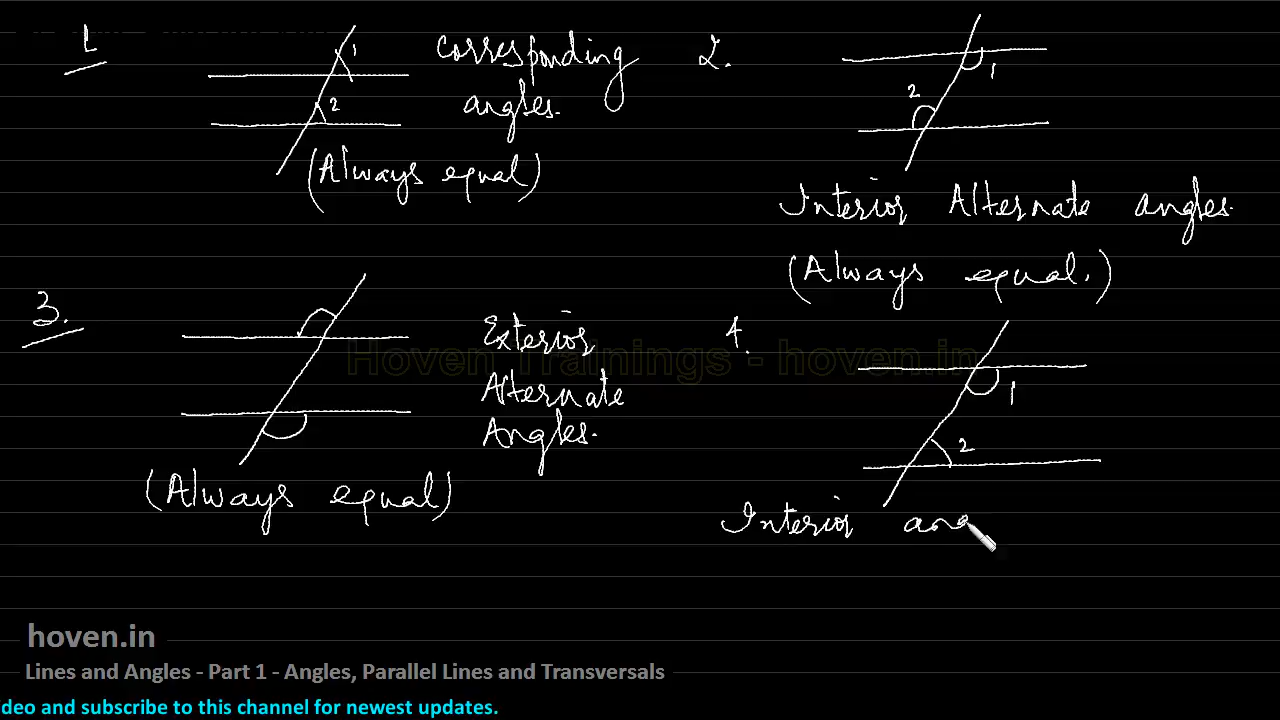 1
1
2
corresponding
angles.
(Always equal)
2.
1
2
Interior Alternate angles.
(Always equal.)
3.
Exterior
Alternate
Angles.
(Always equal)
4.
1
2
Interior ang
Hoven Trainings - hoven.in
hoven.in
Lines and Angles - Part 1 - Angles, Parallel Lines and Transversals
deo and subscribe to this channel for newest updates.